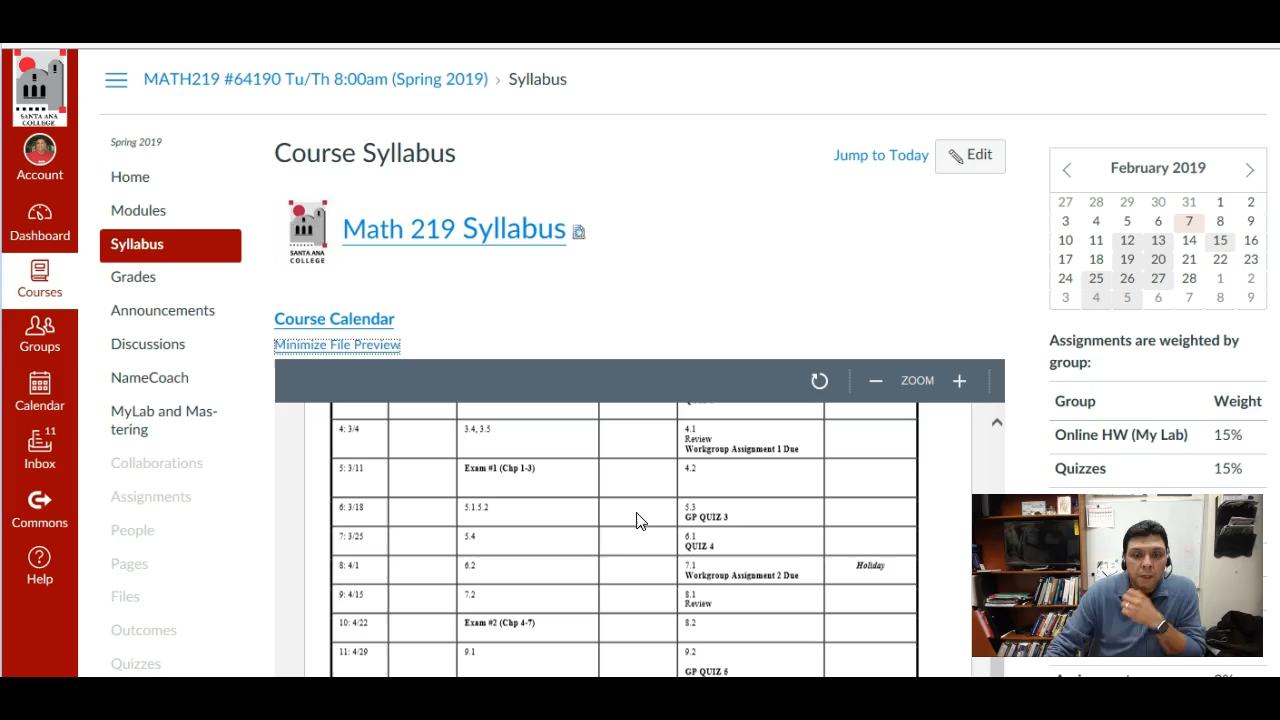 MATH219 #64190 Tu/Th 8:00am (Spring 2019) › Syllabus
SANTA ANA
COLLEGE
Account
Dashboard
Courses
Groups
Calendar
11
Inbox
Commons
Help
Spring 2019
Home
Modules
Syllabus
Grades
Announcements
Discussions
NameCoach
MyLab and Mas-
tering
Collaborations
Assignments
People
Pages
Files
Outcomes
Quizzes
Course Syllabus
Jump to Today
Edit
SANTA ANA
COLLEGE
Math 219 Syllabus
Course Calendar
Minimize File Preview
ZOOM
4: 3/4 3.4, 3.5 4.1
Review
Workgroup Assignment 1 Due
5: 3/11 Exam #1 (Chp 1-3) 4.2
6: 3/18 5.1.5.2 5.3
GP QUIZ 3
7: 3/25 5.4 6.1
QUIZ 4
8: 4/1 6.2 7.1 Holiday
Workgroup Assignment 2 Due
9: 4/15 7.2 8.1
Review
10: 4/22 Exam #2 (Chp 4-7) 8.2
11: 4/29 9.1 9.2
GP QUIZ 5
February 2019
27 28 29 30 31 1 2
3 4 5 6 7 8 9
10 11 12 13 14 15 16
17 18 19 20 21 22 23
24 25 26 27 28 1 2
3 4 5 6 7 8 9
Assignments are weighted by
group:
Group Weight
Online HW (My Lab) 15%
Quizzes 15%